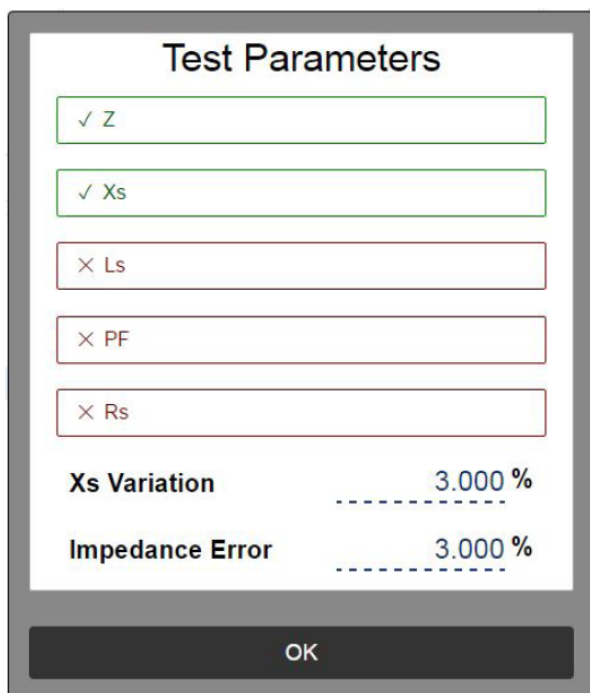 Test Parameters
✓ Z
✓ Xs
× Ls
× PF
× Rs
Xs Variation 3.000 %
Impedance Error 3.000 %
OK